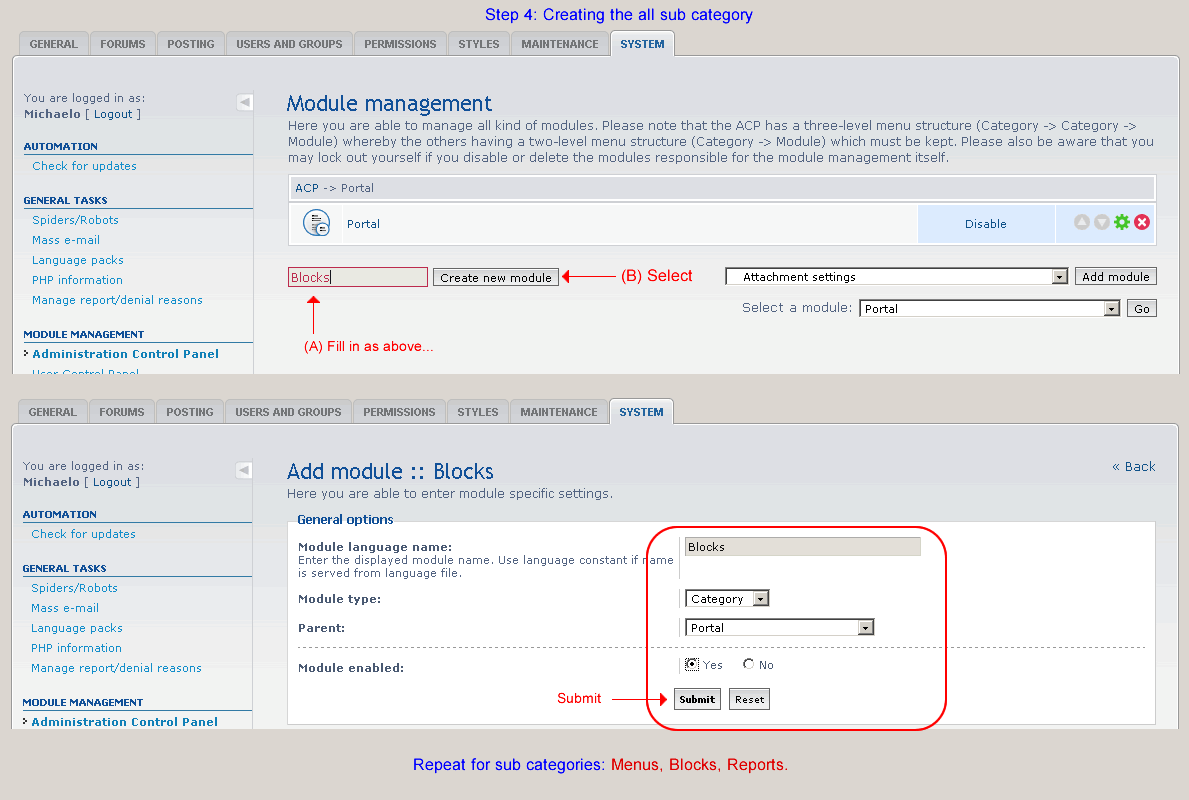 Step 4: Creating the all sub category
GENERAL FORUMS POSTING USERS AND GROUPS PERMISSIONS STYLES MAINTENANCE SYSTEM
You are logged in as:
Michaelo [ Logout ]
AUTOMATION
Check for updates
GENERAL TASKS
Spiders/Robots
Mass e-mail
Language packs
PHP information
Manage report/denial reasons
MODULE MANAGEMENT
Administration Control Panel
User Control Panel
Module management
Here you are able to manage all kind of modules. Please note that the ACP has a three-level menu structure (Category -> Category ->
Module) whereby the others having a two-level menu structure (Category -> Module) which must be kept. Please also be aware that you
may lock out yourself if you disable or delete the modules responsible for the module management itself.
ACP -> Portal
Portal Disable
Blocks Create new module (B) Select Attachment settings Add module
Select a module: Portal Go
(A) Fill in as above...
GENERAL FORUMS POSTING USERS AND GROUPS PERMISSIONS STYLES MAINTENANCE SYSTEM
You are logged in as:
Michaelo [ Logout ]
AUTOMATION
Check for updates
GENERAL TASKS
Spiders/Robots
Mass e-mail
Language packs
PHP information
Manage report/denial reasons
MODULE MANAGEMENT
Administration Control Panel
Add module :: Blocks
« Back
Here you are able to enter module specific settings.
General options
Module language name: Blocks
Enter the displayed module name. Use language constant if name
is served from language file.
Module type: Category
Parent: Portal
Module enabled: Yes No
Submit Submit Reset
Repeat for sub categories: Menus, Blocks, Reports.